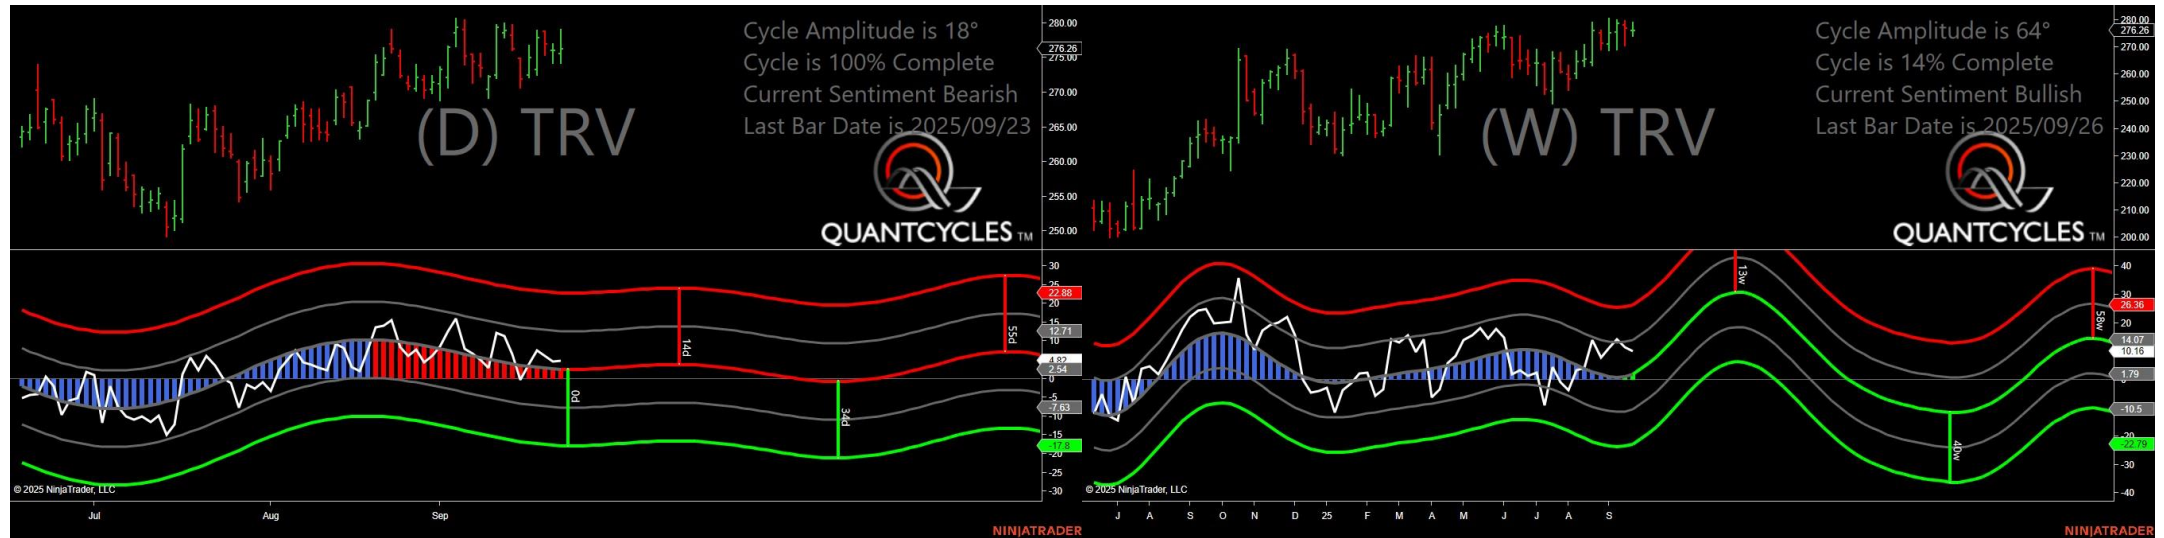 Cycle Amplitude is 18°
Cycle is 100% Complete
Current Sentiment Bearish
Last Bar Date is 2025/09/23
(D) TRV
QUANTCYCLES TM
280.00
276.26
275.00
270.00
265.00
260.00
255.00
250.00
30
25
22.88
20
15
12.71
10
4.82
2.54
0
-5
-7.63
-10
-15
-17.8
-20
-25
-30
0d
14d
34d
55d
© 2025 NinjaTrader, LLC
Jul
Aug
Sep
NINJATRADER
Cycle Amplitude is 64°
Cycle is 14% Complete
Current Sentiment Bullish
Last Bar Date is 2025/09/26
(W) TRV
QUANTCYCLES TM
280.00
276.26
270.00
260.00
250.00
240.00
230.00
220.00
210.00
200.00
40
30
26.36
20
14.07
10.16
1.79
-10.5
-20
-22.79
-30
-40
13w
40w
58w
© 2025 NinjaTrader, LLC
J A S O N D 25 F M A M J J A S
NINJATRADER